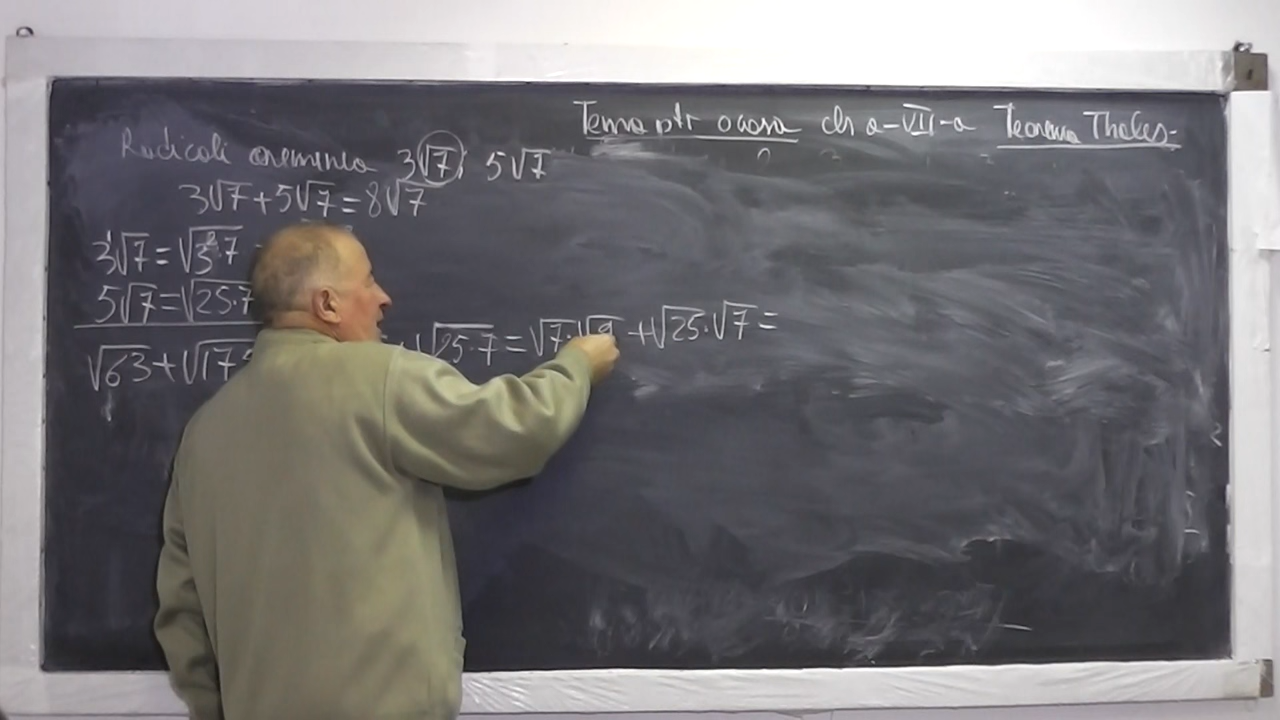 Tema ptr acasa cls a-VII-a Teorema Thales
Radicali asemenea 3√7; 5√7
3√7+5√7=8√7
3√7=√3²·7
5√7=√25·7
√63+√17 √25·7=√7·√9+√25·√7=